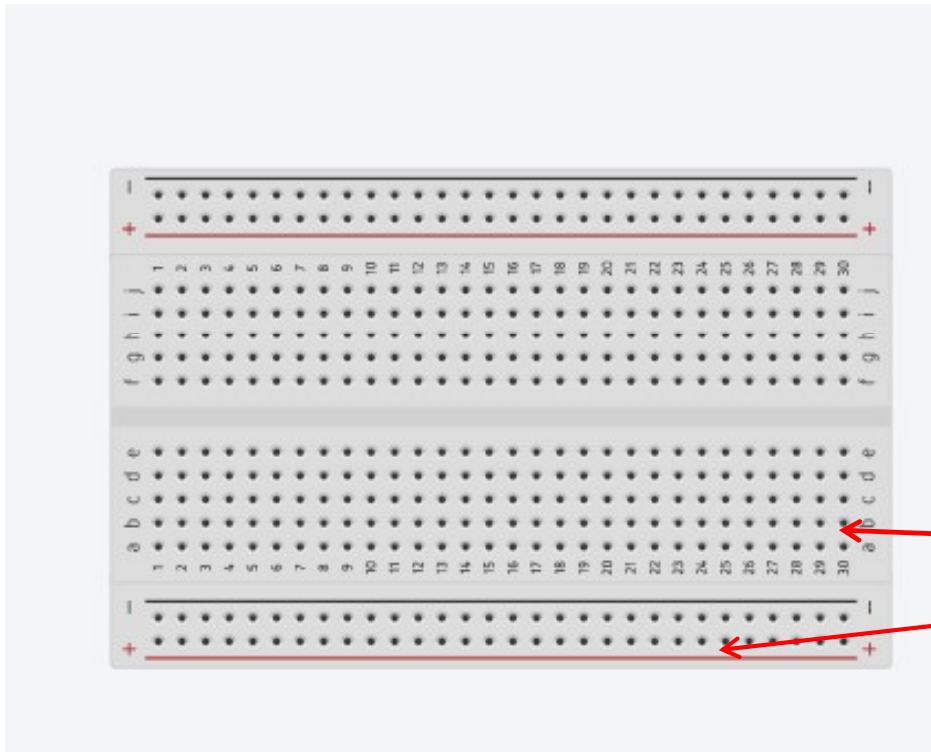 − −
+ +
1 2 3 4 5 6 7 8 9 10 11 12 13 14 15 16 17 18 19 20 21 22 23 24 25 26 27 28 29 30
j j
i i
h h
g g
f f
e e
d d
c c
b b
a a
1 2 3 4 5 6 7 8 9 10 11 12 13 14 15 16 17 18 19 20 21 22 23 24 25 26 27 28 29 30
− −
+ +